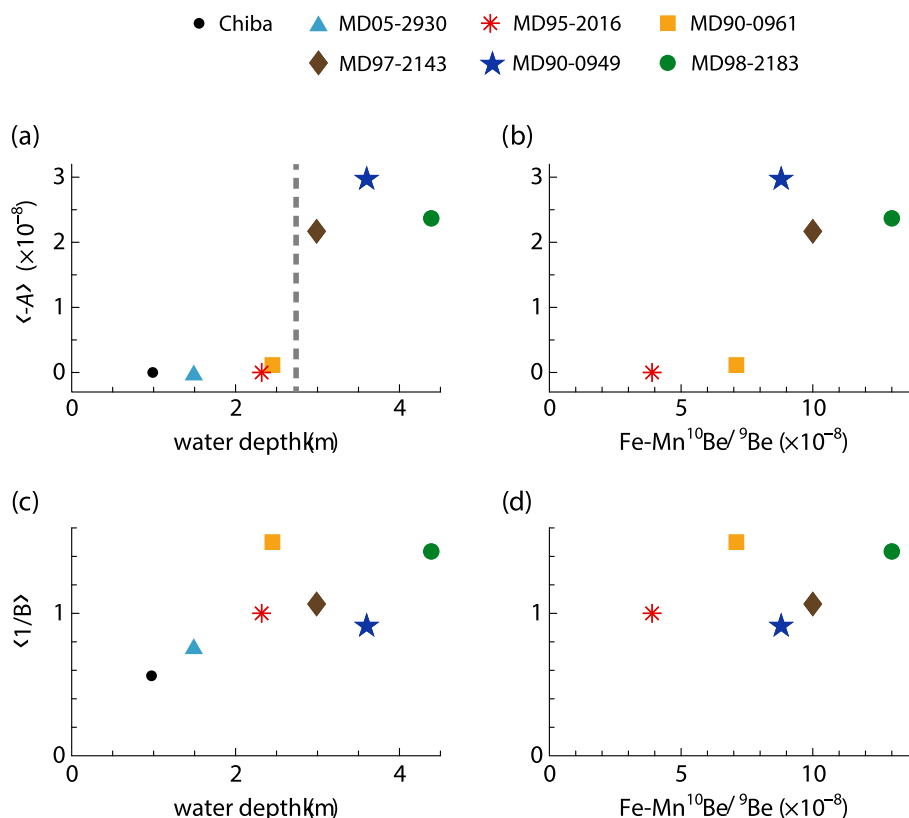 Chiba MD05-2930 MD95-2016 MD90-0961
MD97-2143 MD90-0949 MD98-2183
(a)
3
2
1
0
⟨-A⟩ (×10⁻⁸)
0 2 4
water depth(km)
(b)
3
2
1
0
0 5 10
Fe-Mn ¹⁰Be/ ⁹Be (×10⁻⁸)
(c)
1
0
⟨1/B⟩
0 2 4
water depth(km)
(d)
1
0
0 5 10
Fe-Mn ¹⁰Be/ ⁹Be (×10⁻⁸)